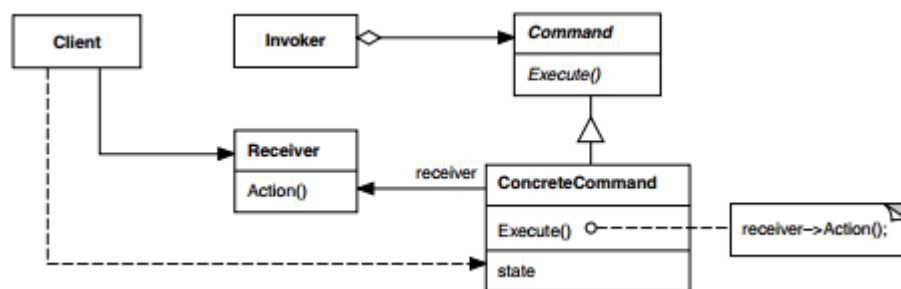 Client
Invoker
Command
Execute()
Receiver
Action()
receiver
ConcreteCommand
Execute()
receiver->Action();
state